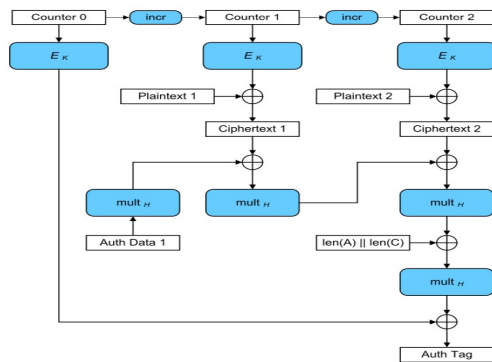 Counter 0 incr Counter 1 incr Counter 2
E K E K E K
Plaintext 1 Plaintext 2
Ciphertext 1 Ciphertext 2
mult H mult H mult H
Auth Data 1 len(A) || len(C)
mult H
Auth Tag